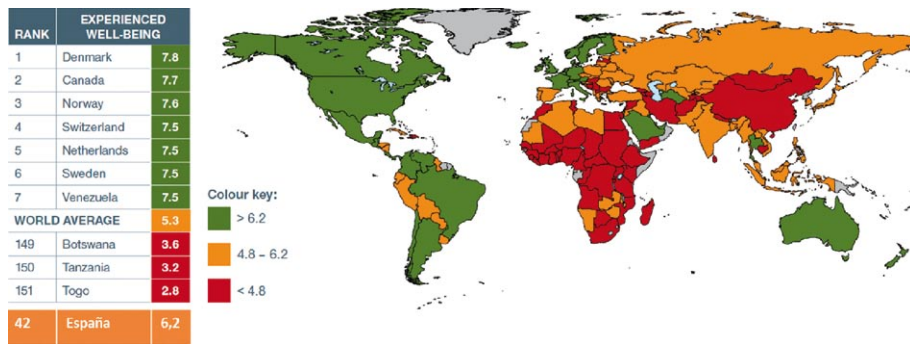 RANK EXPERIENCED WELL-BEING
1 Denmark 7.8
2 Canada 7.7
3 Norway 7.6
4 Switzerland 7.5
5 Netherlands 7.5
6 Sweden 7.5
7 Venezuela 7.5
WORLD AVERAGE 5.3
149 Botswana 3.6
150 Tanzania 3.2
151 Togo 2.8
42 España 6,2
Colour key:
> 6.2
4.8 – 6.2
< 4.8